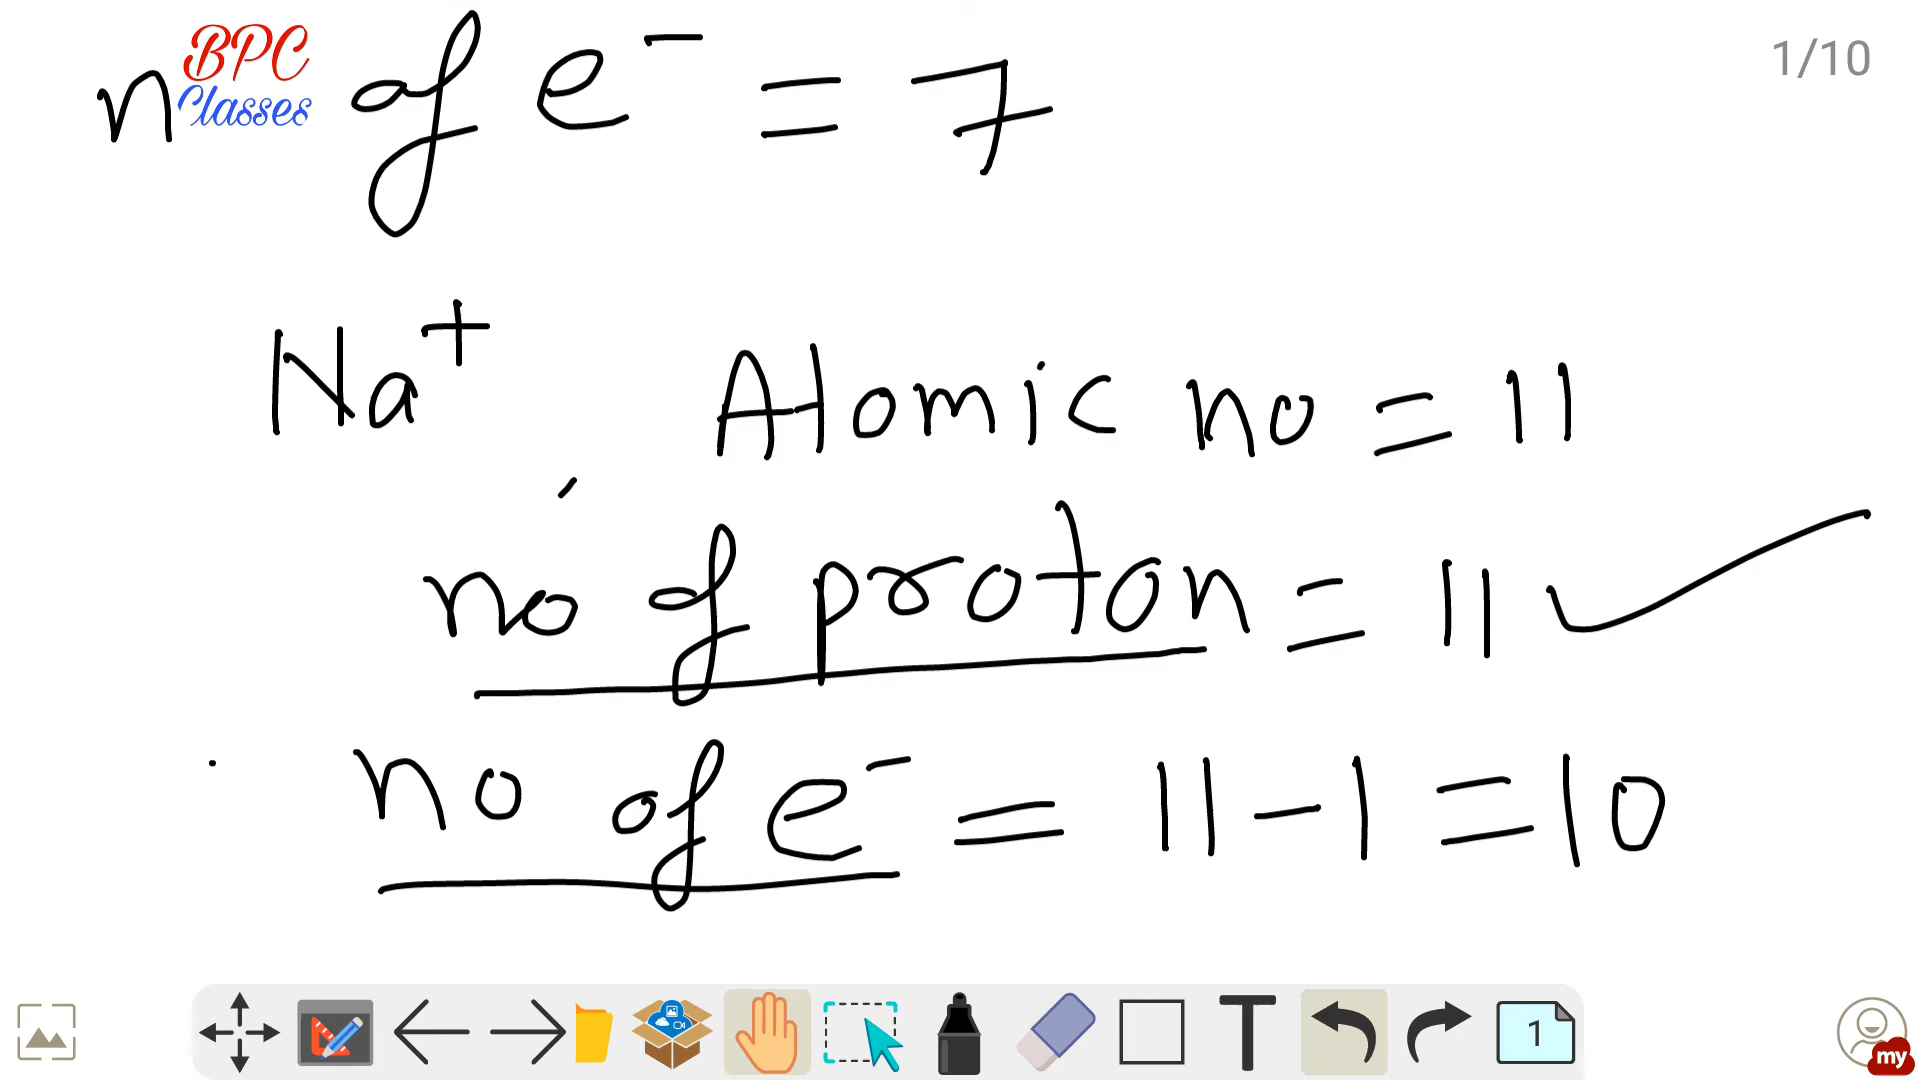 BPC
Classes
n of e⁻ = 7
1/10
Na⁺ Atomic no = 11
no of proton = 11
no of e⁻ = 11 - 1 = 10
T
1
my